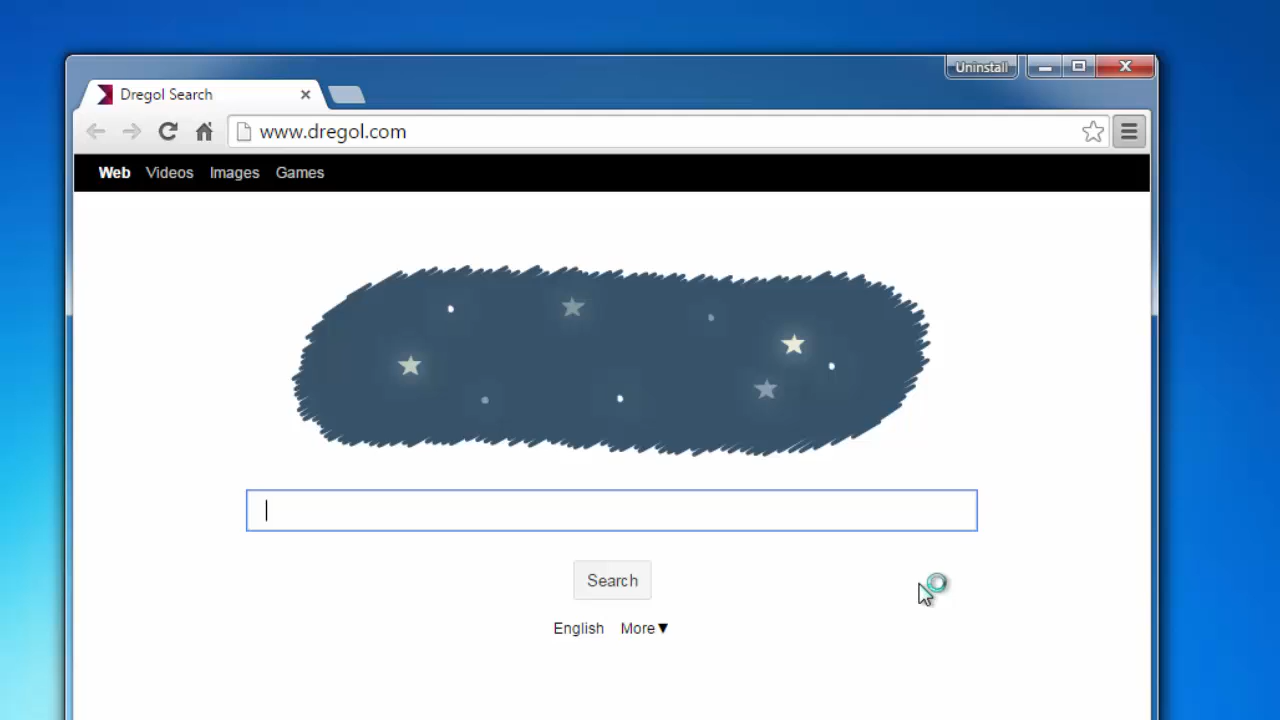 Uninstall
Dregol Search
www.dregol.com
Web Videos Images Games
Search
English More▼